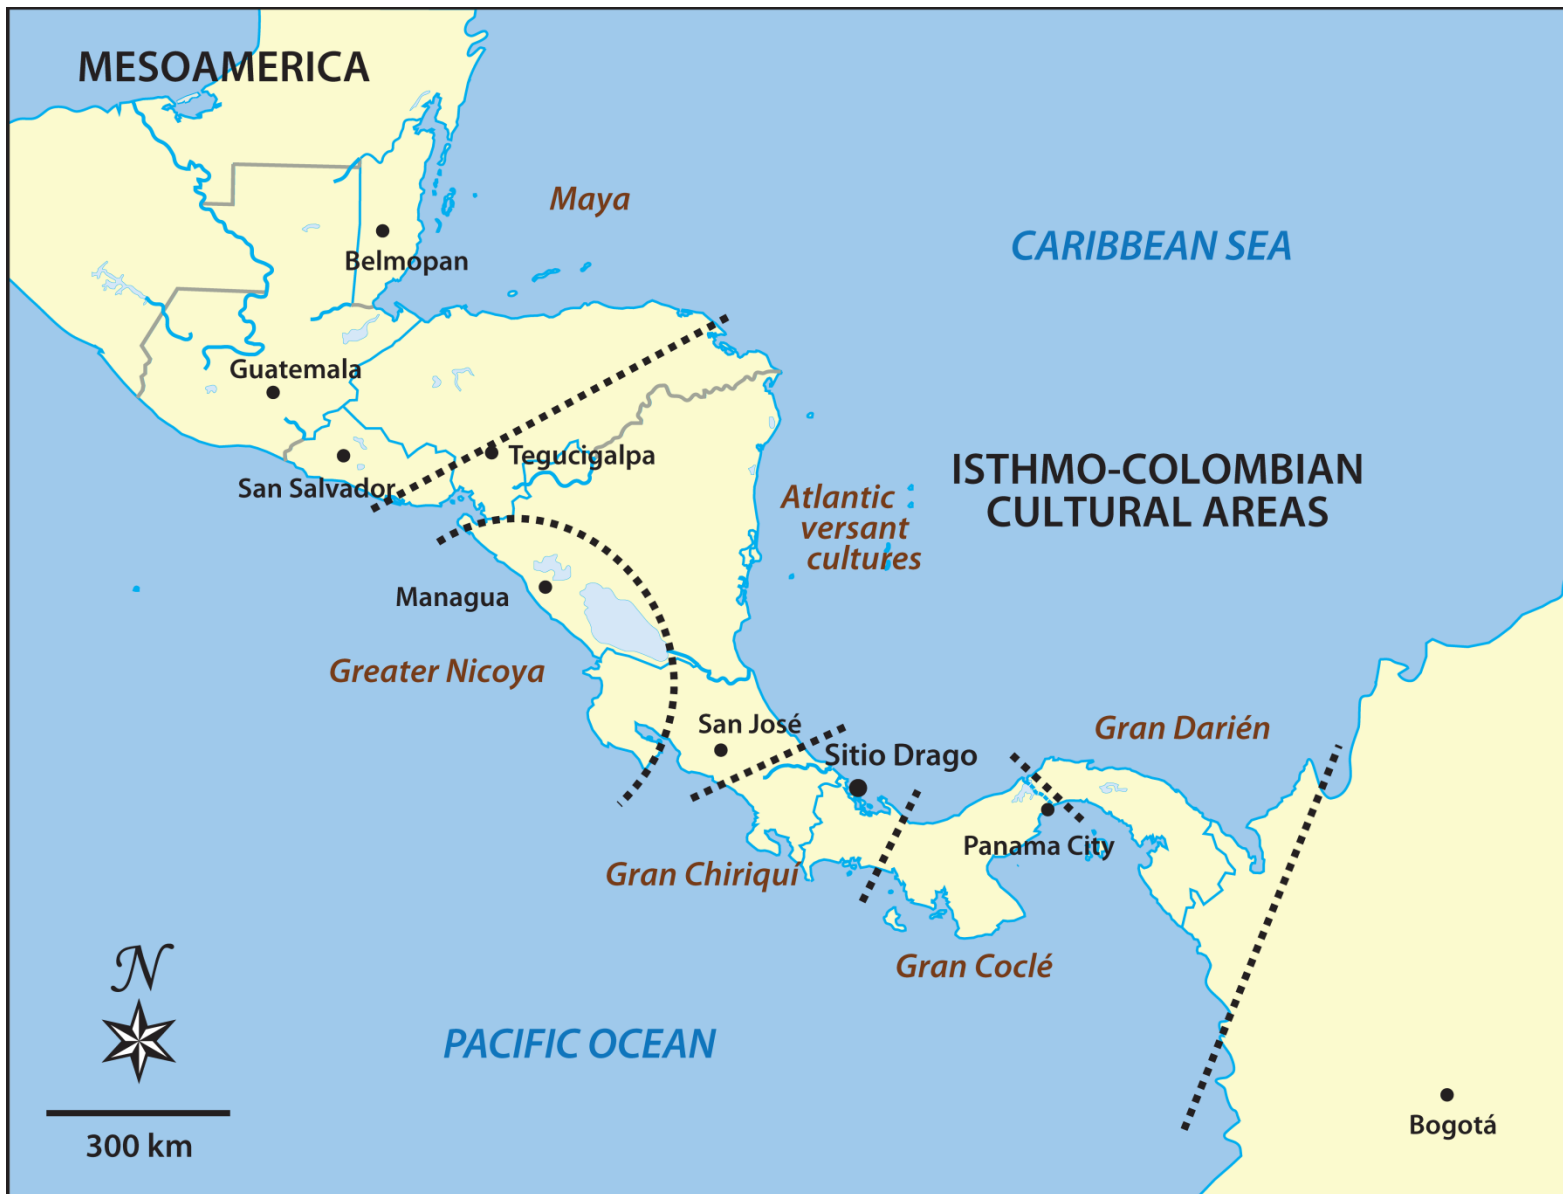 MESOAMERICA
Maya
CARIBBEAN SEA
Belmopan
Guatemala
Tegucigalpa
San Salvador
ISTHMO-COLOMBIAN
CULTURAL AREAS
Atlantic
versant
cultures
Managua
Greater Nicoya
San José
Gran Darién
Sitio Drago
Panama City
Gran Chiriquí
Gran Coclé
N
PACIFIC OCEAN
300 km
Bogotá